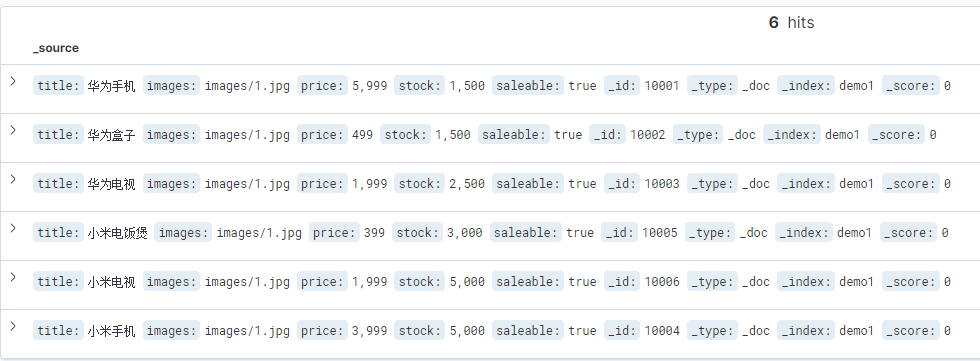 6 hits
_source
title: 华为手机 images: images/1.jpg price: 5,999 stock: 1,500 saleable: true _id: 10001 _type: _doc _index: demo1 _score: 0
title: 华为盒子 images: images/1.jpg price: 499 stock: 1,500 saleable: true _id: 10002 _type: _doc _index: demo1 _score: 0
title: 华为电视 images: images/1.jpg price: 1,999 stock: 2,500 saleable: true _id: 10003 _type: _doc _index: demo1 _score: 0
title: 小米电饭煲 images: images/1.jpg price: 399 stock: 3,000 saleable: true _id: 10005 _type: _doc _index: demo1 _score: 0
title: 小米电视 images: images/1.jpg price: 1,999 stock: 5,000 saleable: true _id: 10006 _type: _doc _index: demo1 _score: 0
title: 小米手机 images: images/1.jpg price: 3,999 stock: 5,000 saleable: true _id: 10004 _type: _doc _index: demo1 _score: 0